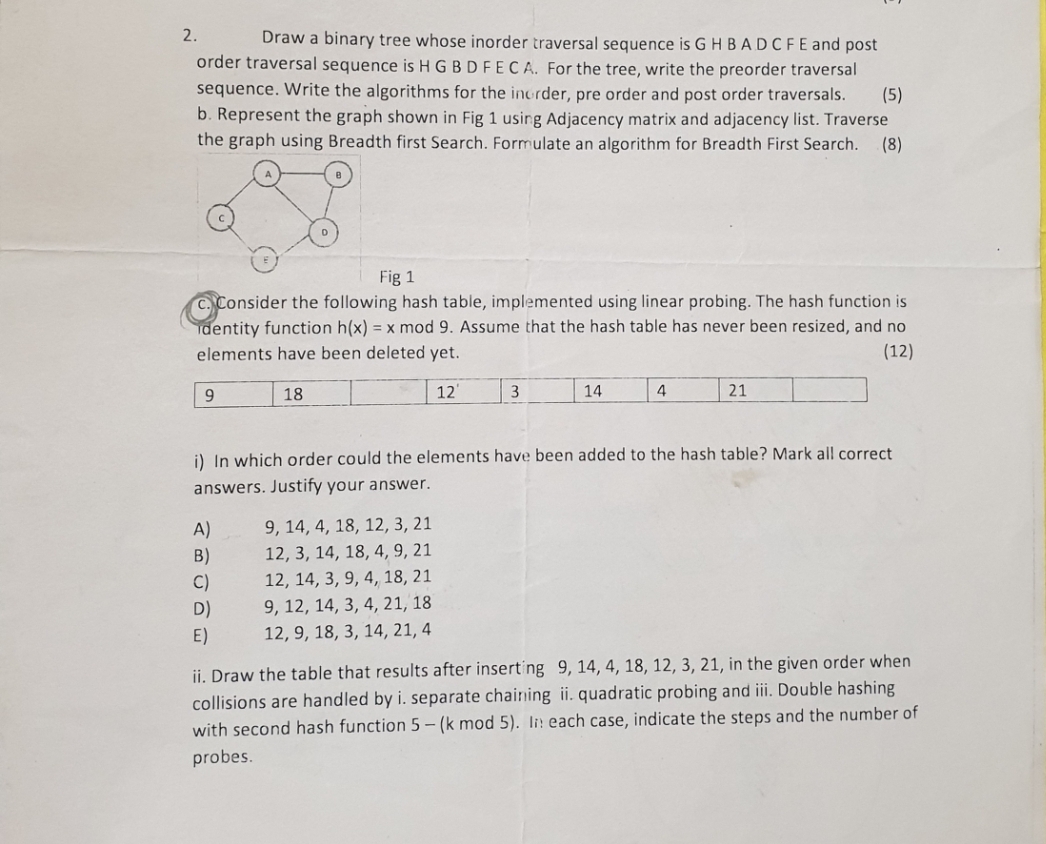 2. Draw a binary tree whose inorder traversal sequence is G H B A D C F E and post
order traversal sequence is H G B D F E C A. For the tree, write the preorder traversal
sequence. Write the algorithms for the inorder, pre order and post order traversals. (5)
b. Represent the graph shown in Fig 1 using Adjacency matrix and adjacency list. Traverse
the graph using Breadth first Search. Formulate an algorithm for Breadth First Search. (8)
A B
C D
E
Fig 1
c. Consider the following hash table, implemented using linear probing. The hash function is
identity function h(x) = x mod 9. Assume that the hash table has never been resized, and no
elements have been deleted yet. (12)
9 18 12 3 14 4 21
i) In which order could the elements have been added to the hash table? Mark all correct
answers. Justify your answer.
A) 9, 14, 4, 18, 12, 3, 21
B) 12, 3, 14, 18, 4, 9, 21
C) 12, 14, 3, 9, 4, 18, 21
D) 9, 12, 14, 3, 4, 21, 18
E) 12, 9, 18, 3, 14, 21, 4
ii. Draw the table that results after inserting 9, 14, 4, 18, 12, 3, 21, in the given order when
collisions are handled by i. separate chaining ii. quadratic probing and iii. Double hashing
with second hash function 5 – (k mod 5). In each case, indicate the steps and the number of
probes.